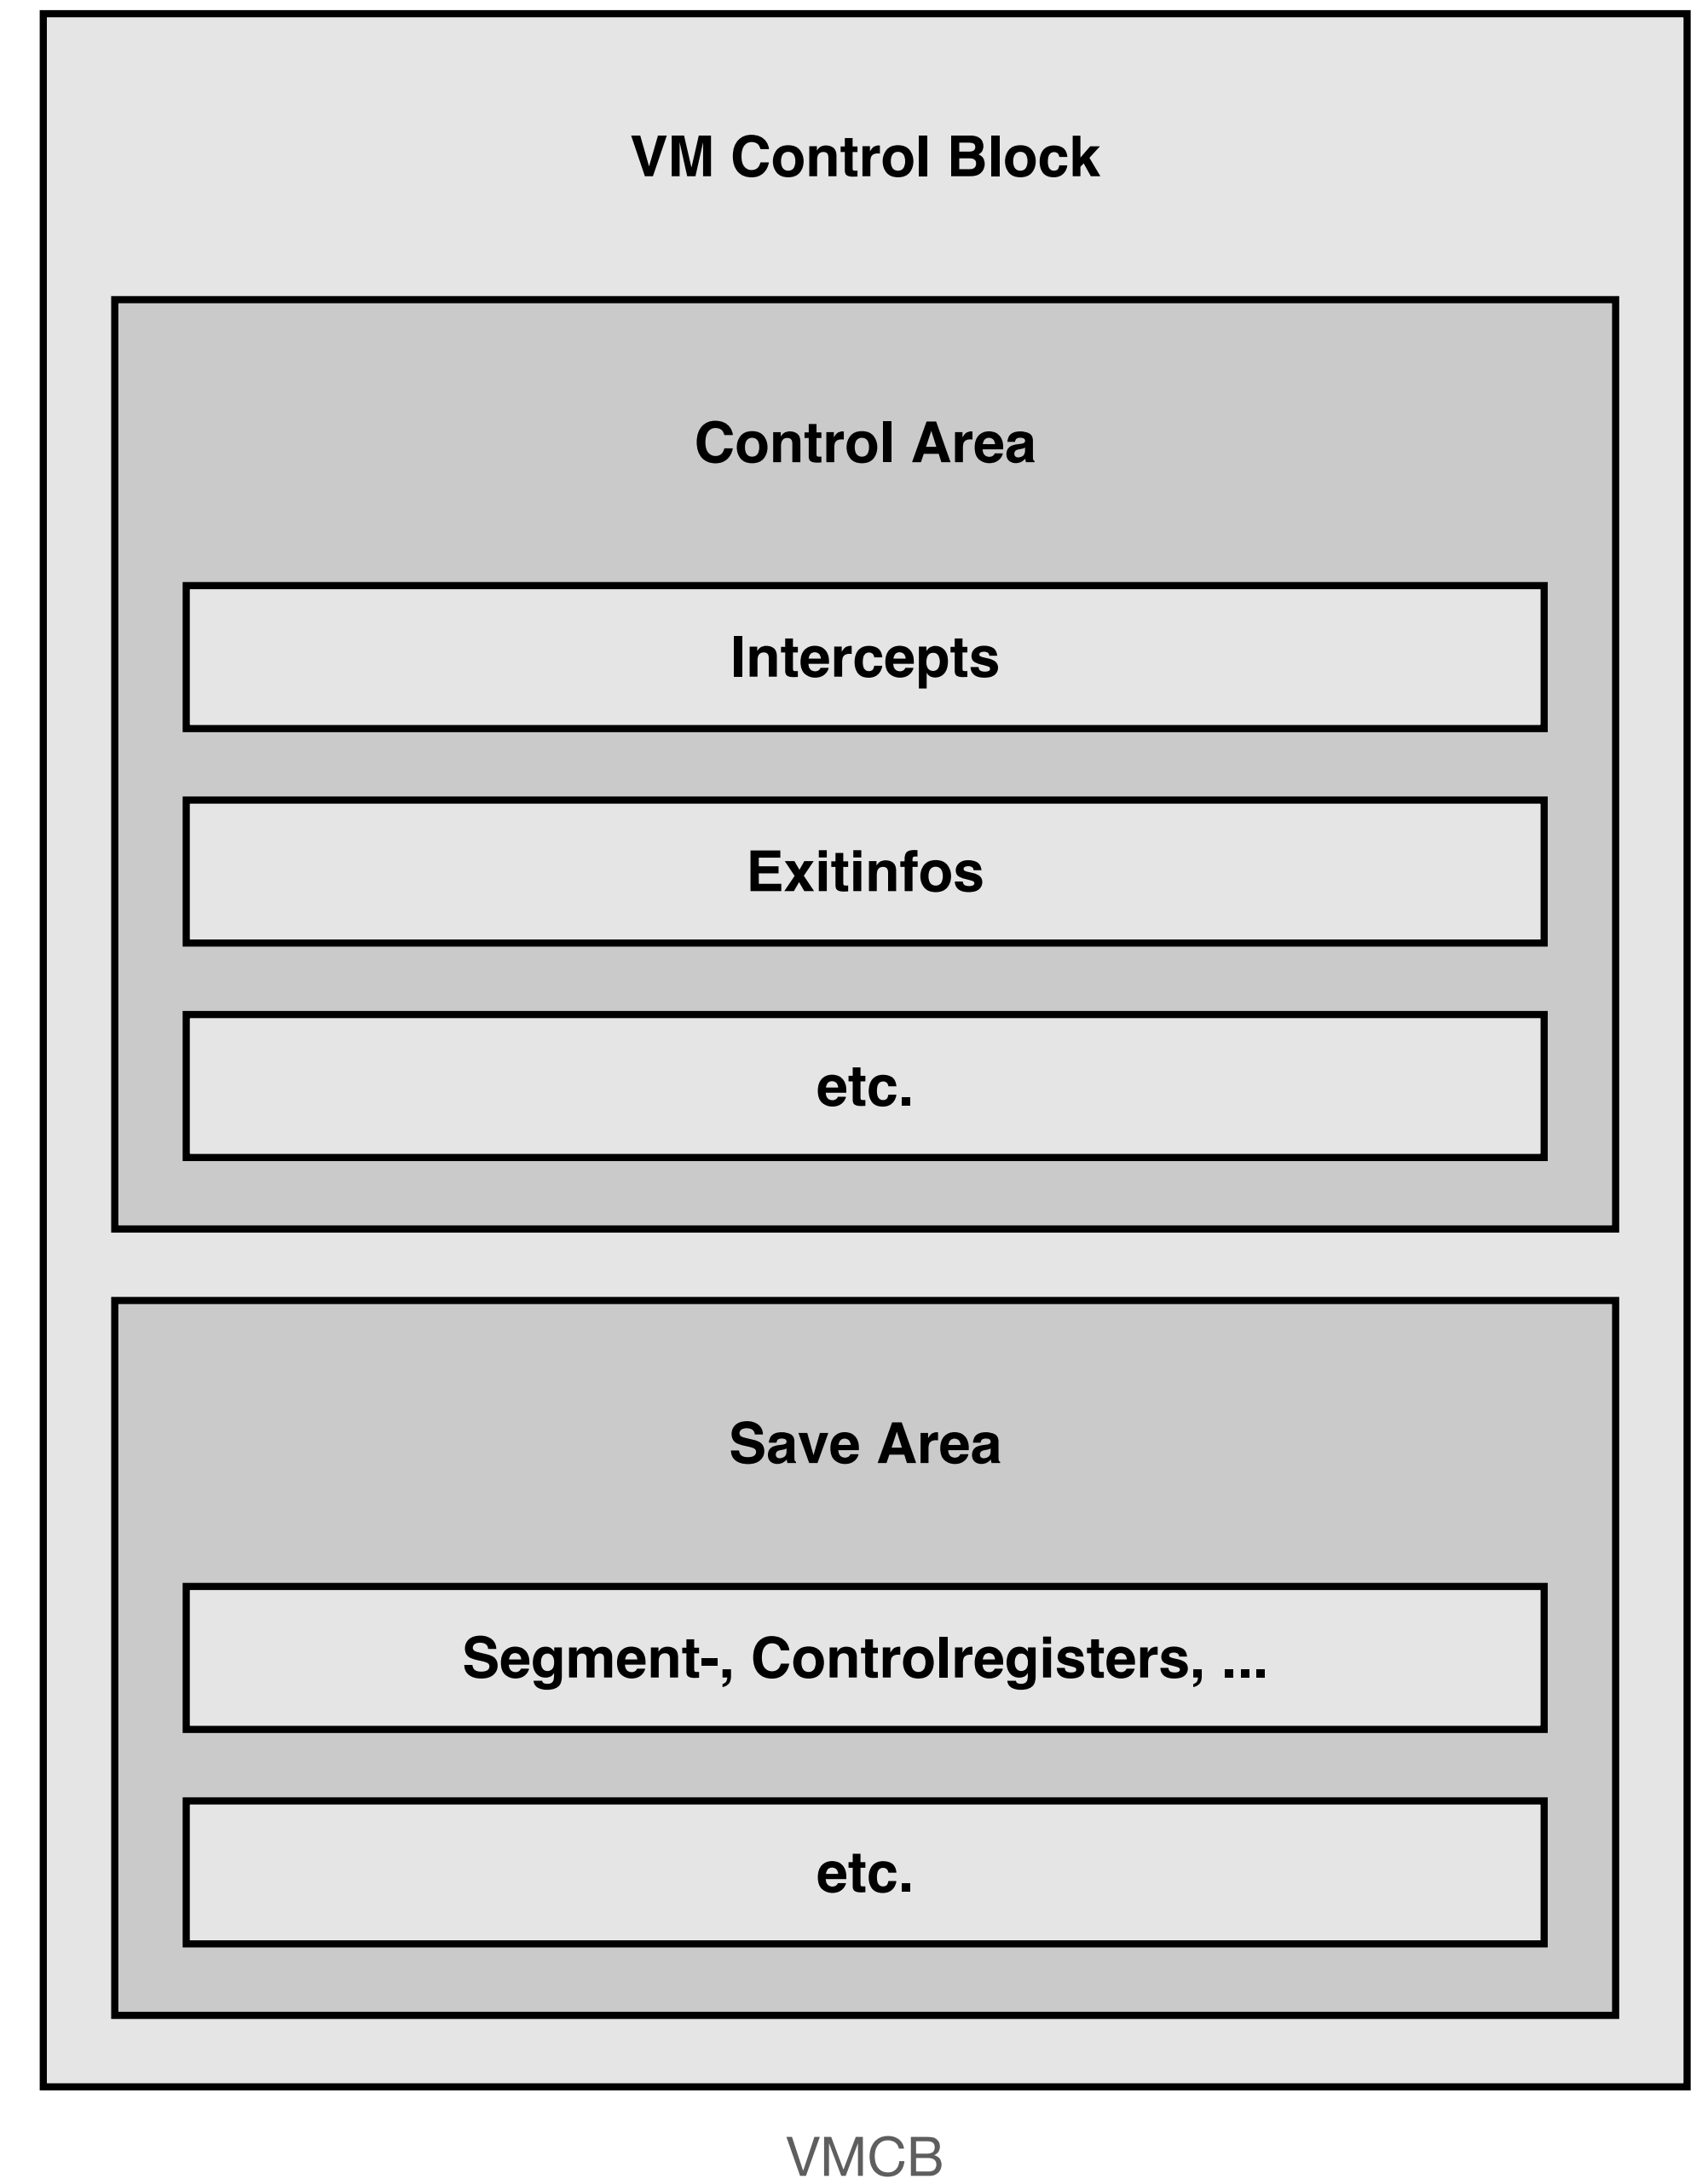 VM Control Block
Control Area
Intercepts
Exitinfos
etc.
Save Area
Segment-, Controlregisters, ...
etc.
VMCB